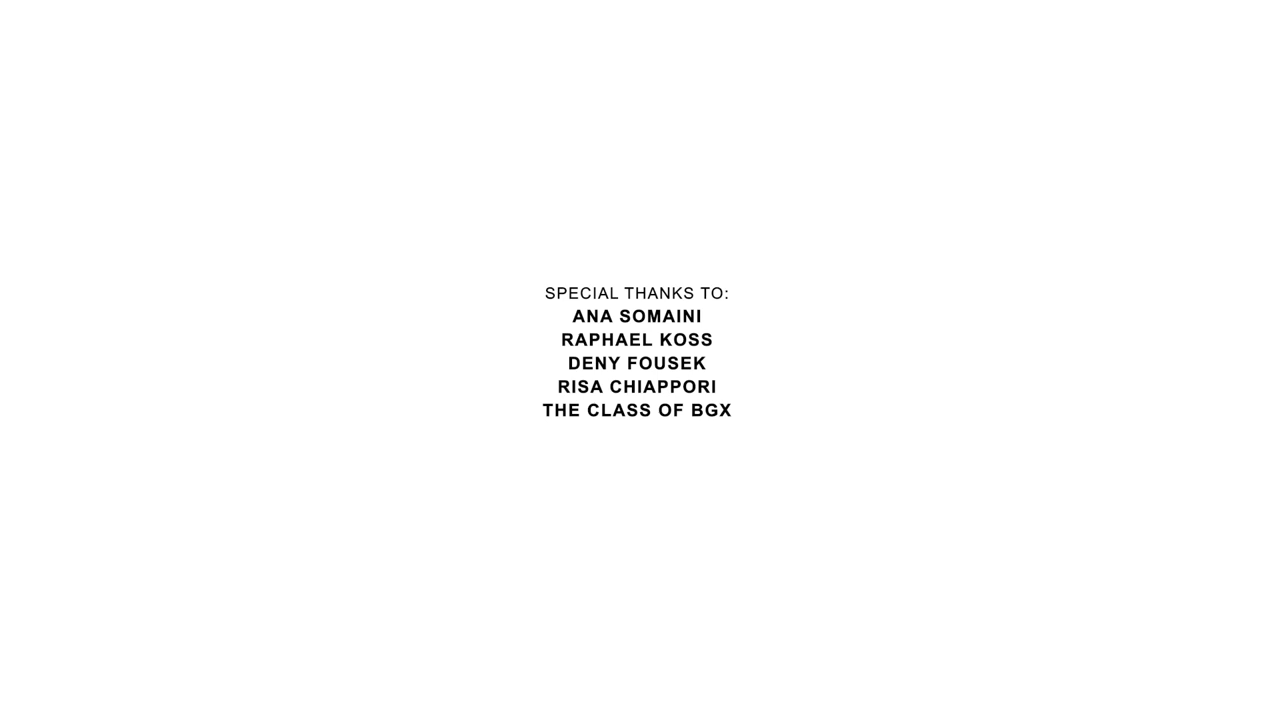 SPECIAL THANKS TO:
ANA SOMAINI
RAPHAEL KOSS
DENY FOUSEK
RISA CHIAPPORI
THE CLASS OF BGX